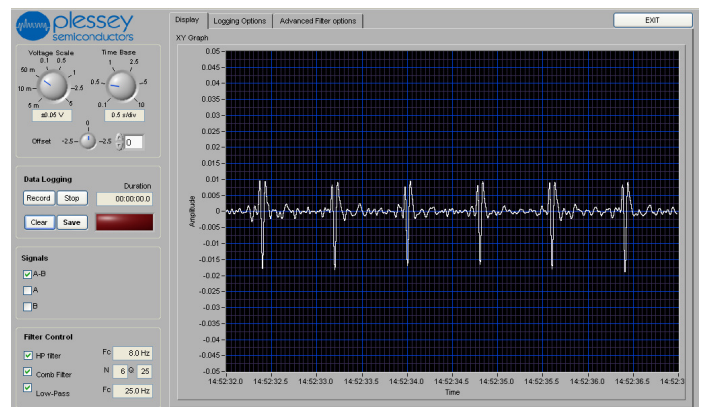 plessey
semiconductors
Display
Logging Options
Advanced Filter options
EXIT
Voltage Scale
0.1 0.5
50 m
1
10 m
2.5
5 m
5
±0.05 V
Time Base
1 2.5
0.5
5
0.1
10
0.5 s/div
0
Offset -2.5 -2.5 0
Data Logging
Duration
Record Stop 00:00:00.0
Clear Save
Signals
A-B
A
B
Filter Control
HP filter Fc 8.0 Hz
Comb Filter N 6 Q 25
Low-Pass Fc 25.0 Hz
XY Graph
0.05
0.045
0.04
0.035
0.03
0.025
0.02
0.015
0.01
0.005
0
-0.005
-0.01
-0.015
-0.02
-0.025
-0.03
-0.035
-0.04
-0.045
-0.05
Amplitude
14:52:32.0 14:52:32.5 14:52:33.0 14:52:33.5 14:52:34.0 14:52:34.5 14:52:35.0 14:52:35.5 14:52:36.0 14:52:36.5 14:52:3
Time